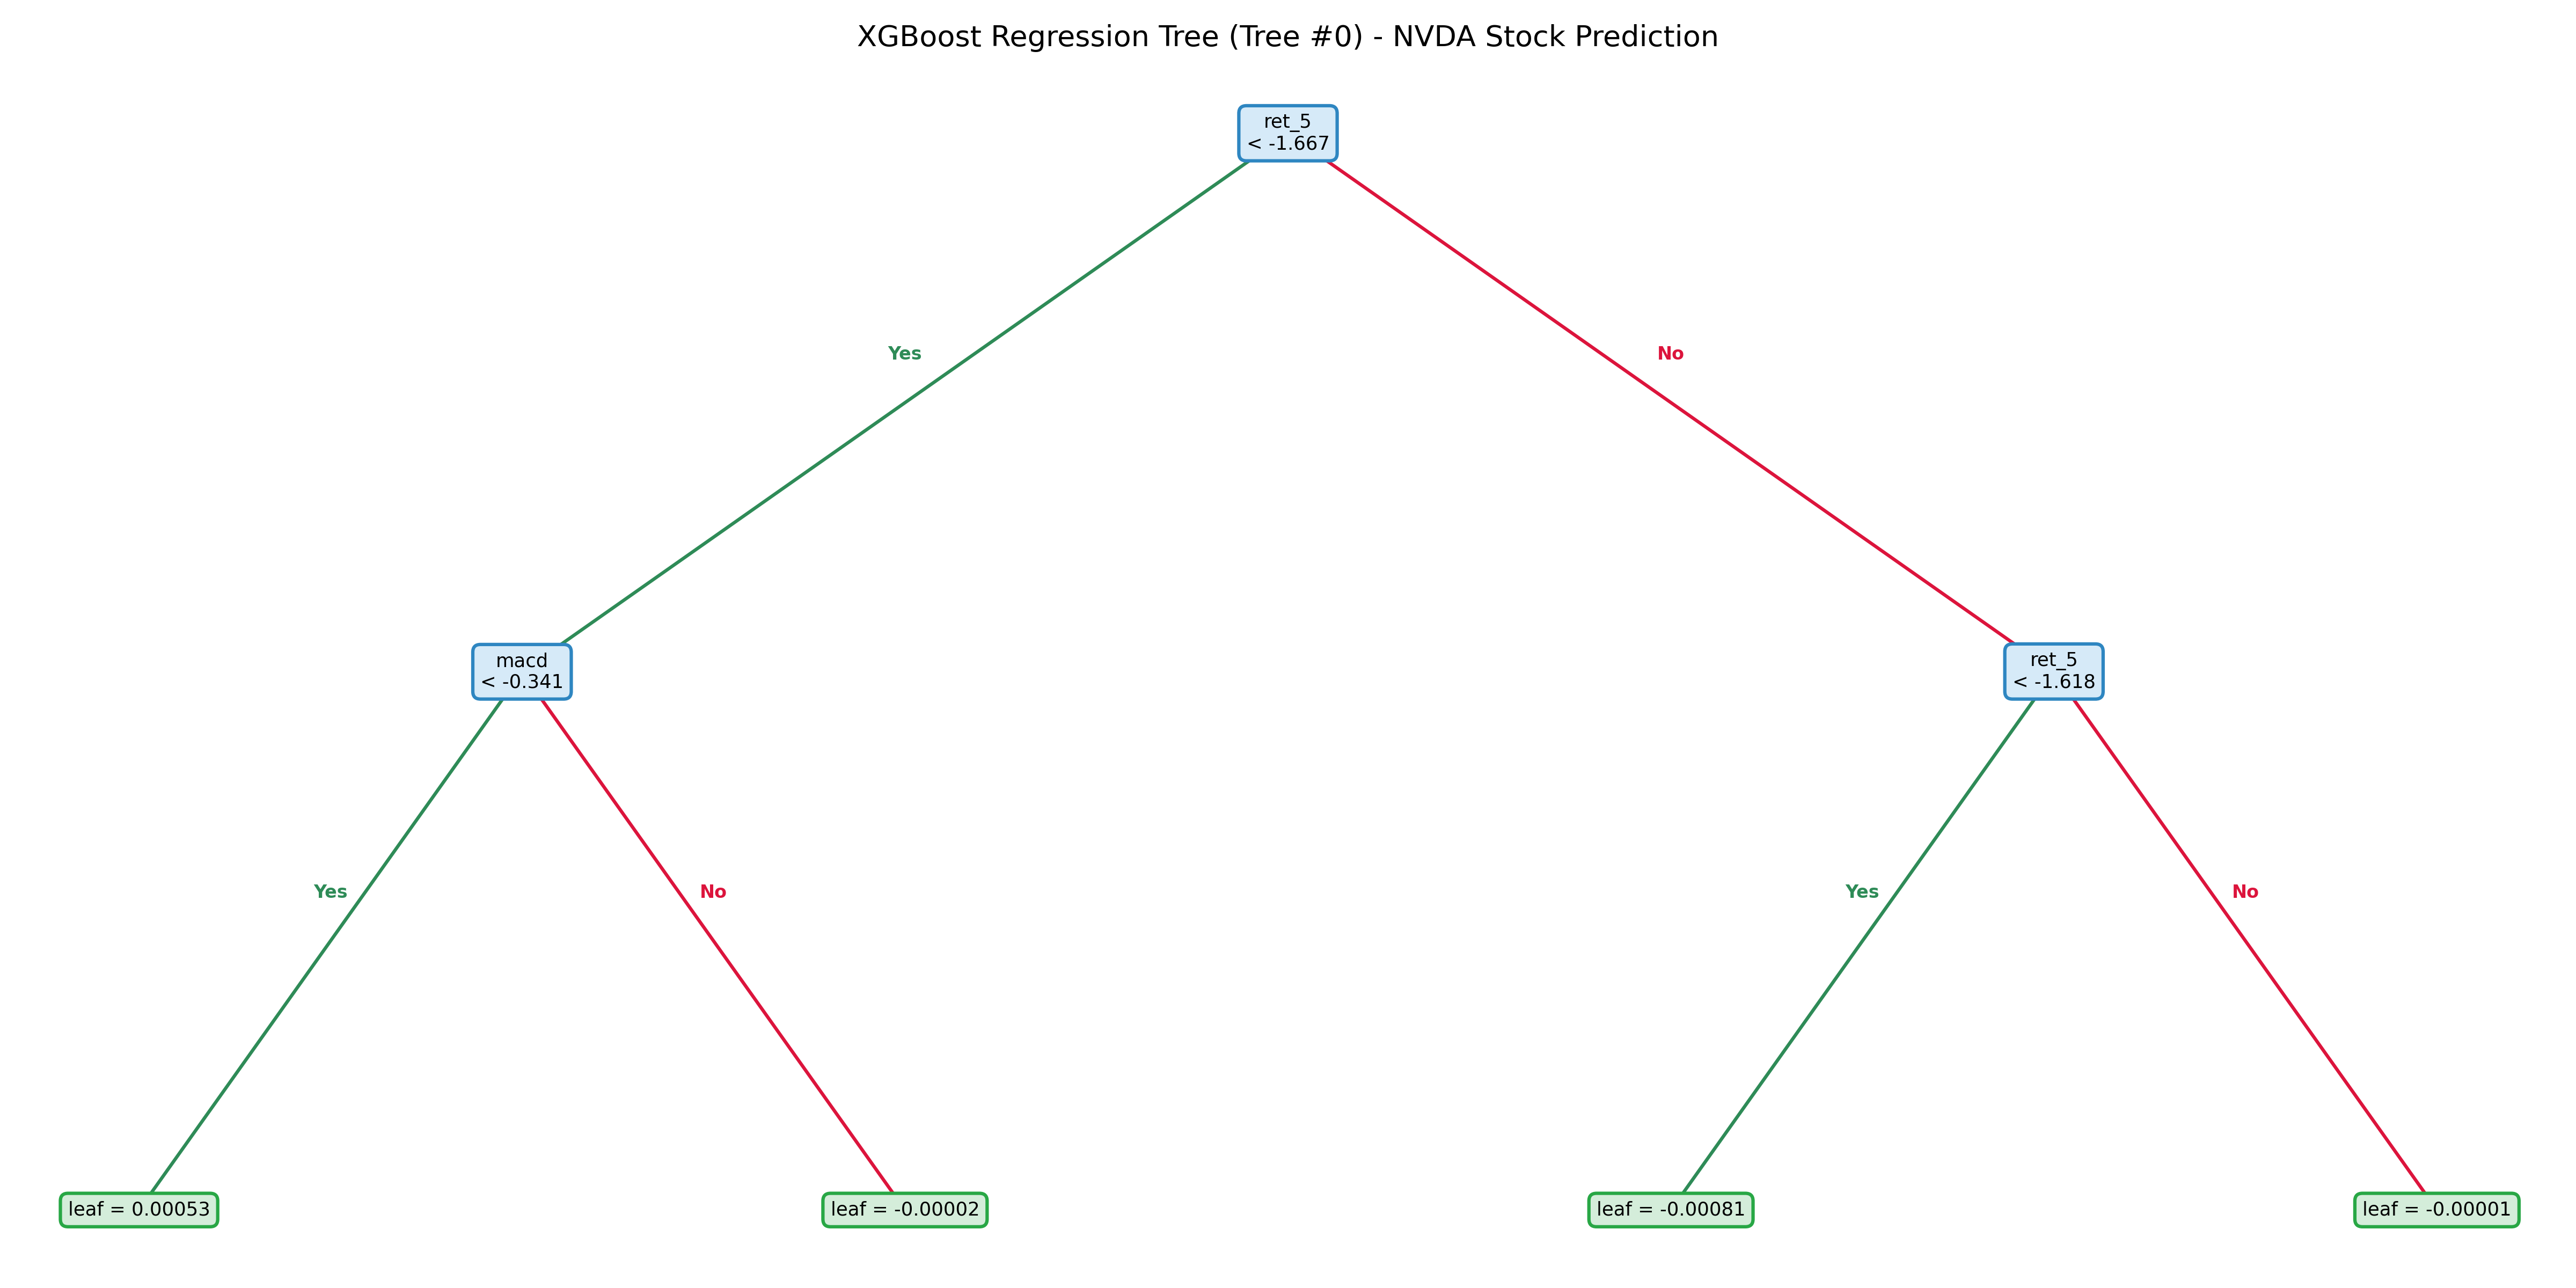 XGBoost Regression Tree (Tree #0) - NVDA Stock Prediction
ret_5
< -1.667
Yes
No
macd
< -0.341
ret_5
< -1.618
Yes
No
Yes
No
leaf = 0.00053
leaf = -0.00002
leaf = -0.00081
leaf = -0.00001